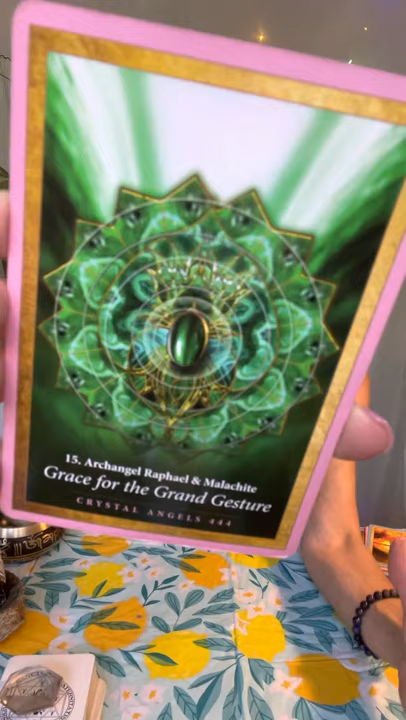 15. Archangel Raphael & Malachite
Grace for the Grand Gesture
CRYSTAL ANGELS 444